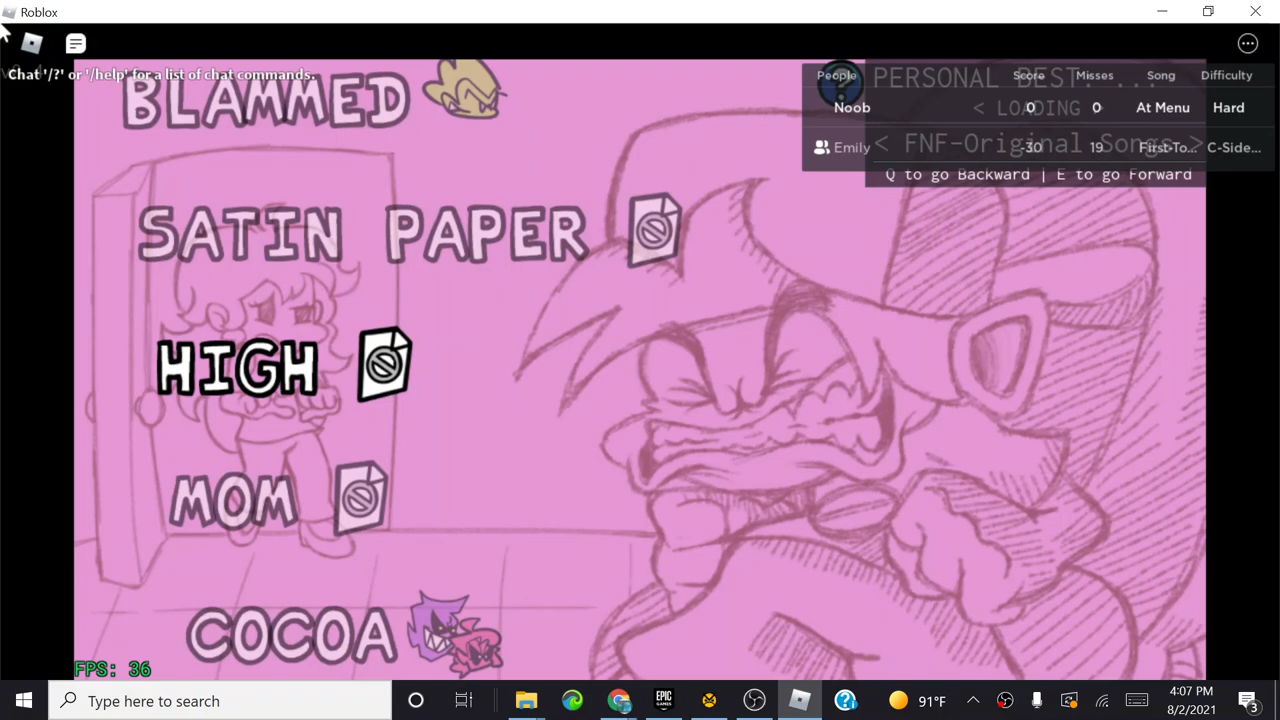 Roblox
Chat '/?' or '/help' for a list of chat commands.
BLAMMED
SATIN PAPER
HIGH
MOM
COCOA
FPS: 36
PERSONAL BEST: ...
< LOADING
< FNF-Original Songs >
Q to go Backward | E to go Forward
People Score Misses Song Difficulty
Noob 0 0 At Menu Hard
Emily -30 19 First-To... C-Side...
Type here to search
EPIC GAMES
91°F
4:07 PM
8/2/2021
3